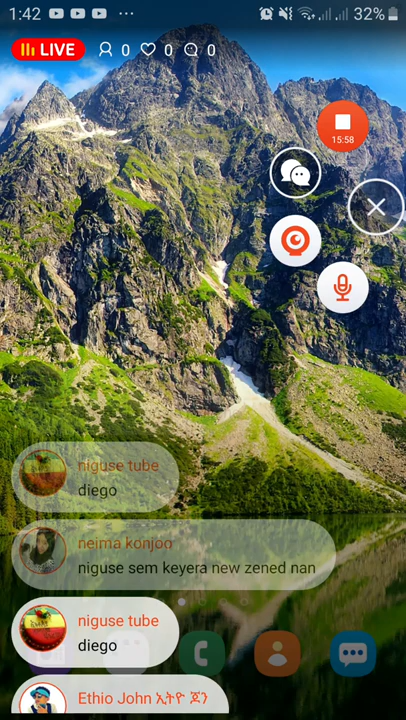 1:42
32%
LIVE 0 0 0
15:58
niguse tube
diego
neima konjoo
niguse sem keyera new zened nan
niguse tube
diego
Ethio John ኢትዮ ጆን